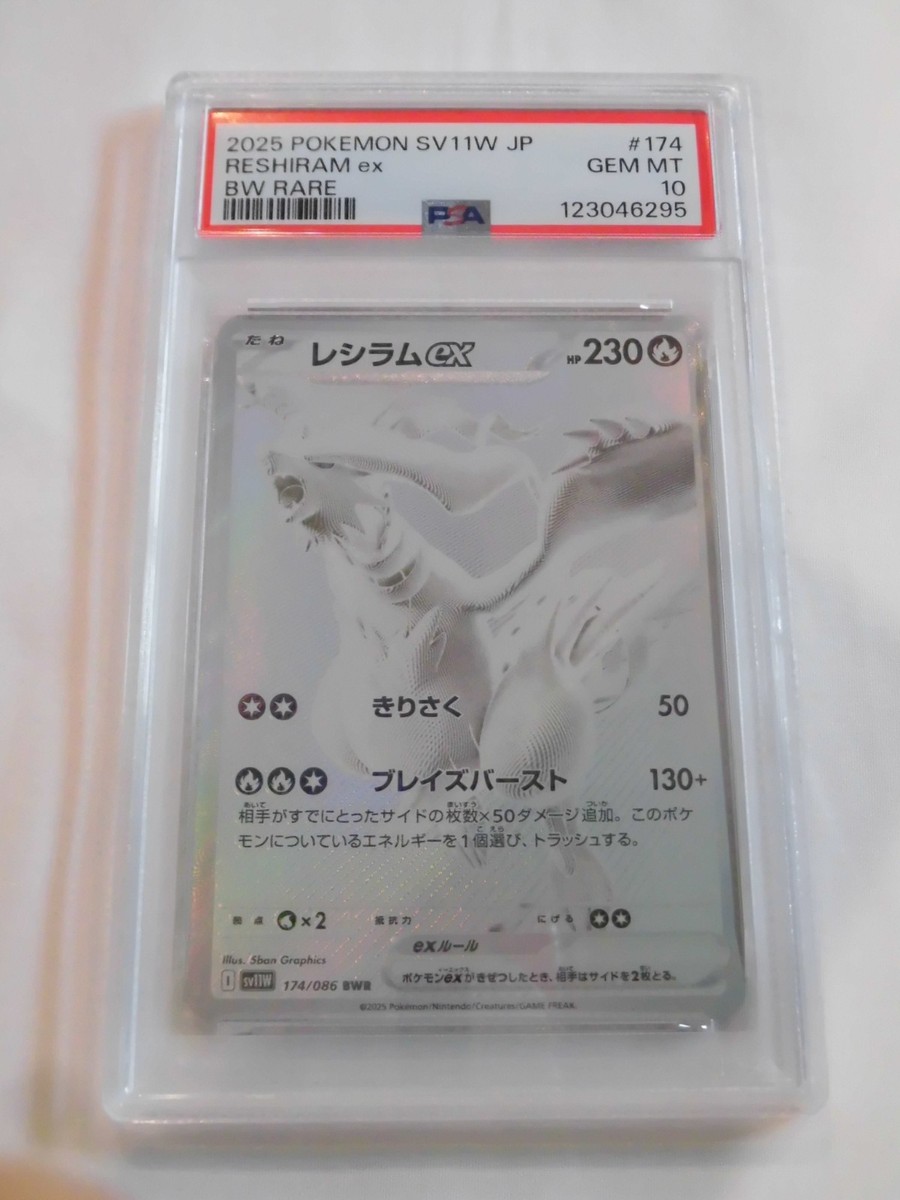 2025 POKEMON SV11W JP #174
RESHIRAM ex GEM MT
BW RARE 10
PSA 123046295
たね レシラムex HP230
きりさく 50
ブレイズバースト 130+
相手がすでにとったサイドの枚数×50ダメージ追加。このポケ
モンについているエネルギーを1個選び、トラッシュする。
弱点 ×2 抵抗力 にげる
exルール
Illus. 5ban Graphics
ポケモンexがきぜつしたとき、相手はサイドを2枚とる。
I sv11W 174/086 BWR
©2025 Pokémon/Nintendo/Creatures/GAME FREAK.